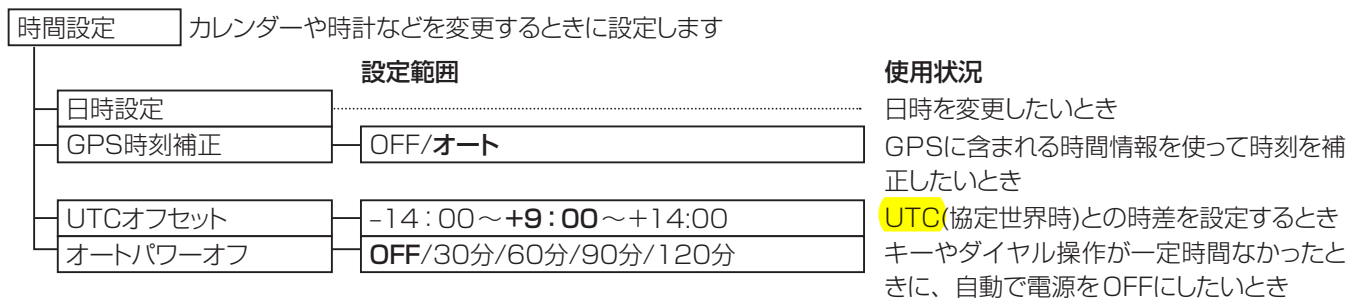 時間設定 カレンダーや時計などを変更するときに設定します
設定範囲 使用状況
日時設定 日時を変更したいとき
GPS時刻補正 OFF/オート GPSに含まれる時間情報を使って時刻を補
正したいとき
UTCオフセット –14：00～+9：00～+14:00 UTC(協定世界時)との時差を設定するとき
オートパワーオフ OFF/30分/60分/90分/120分 キーやダイヤル操作が一定時間なかったと
きに、自動で電源をOFFにしたいとき